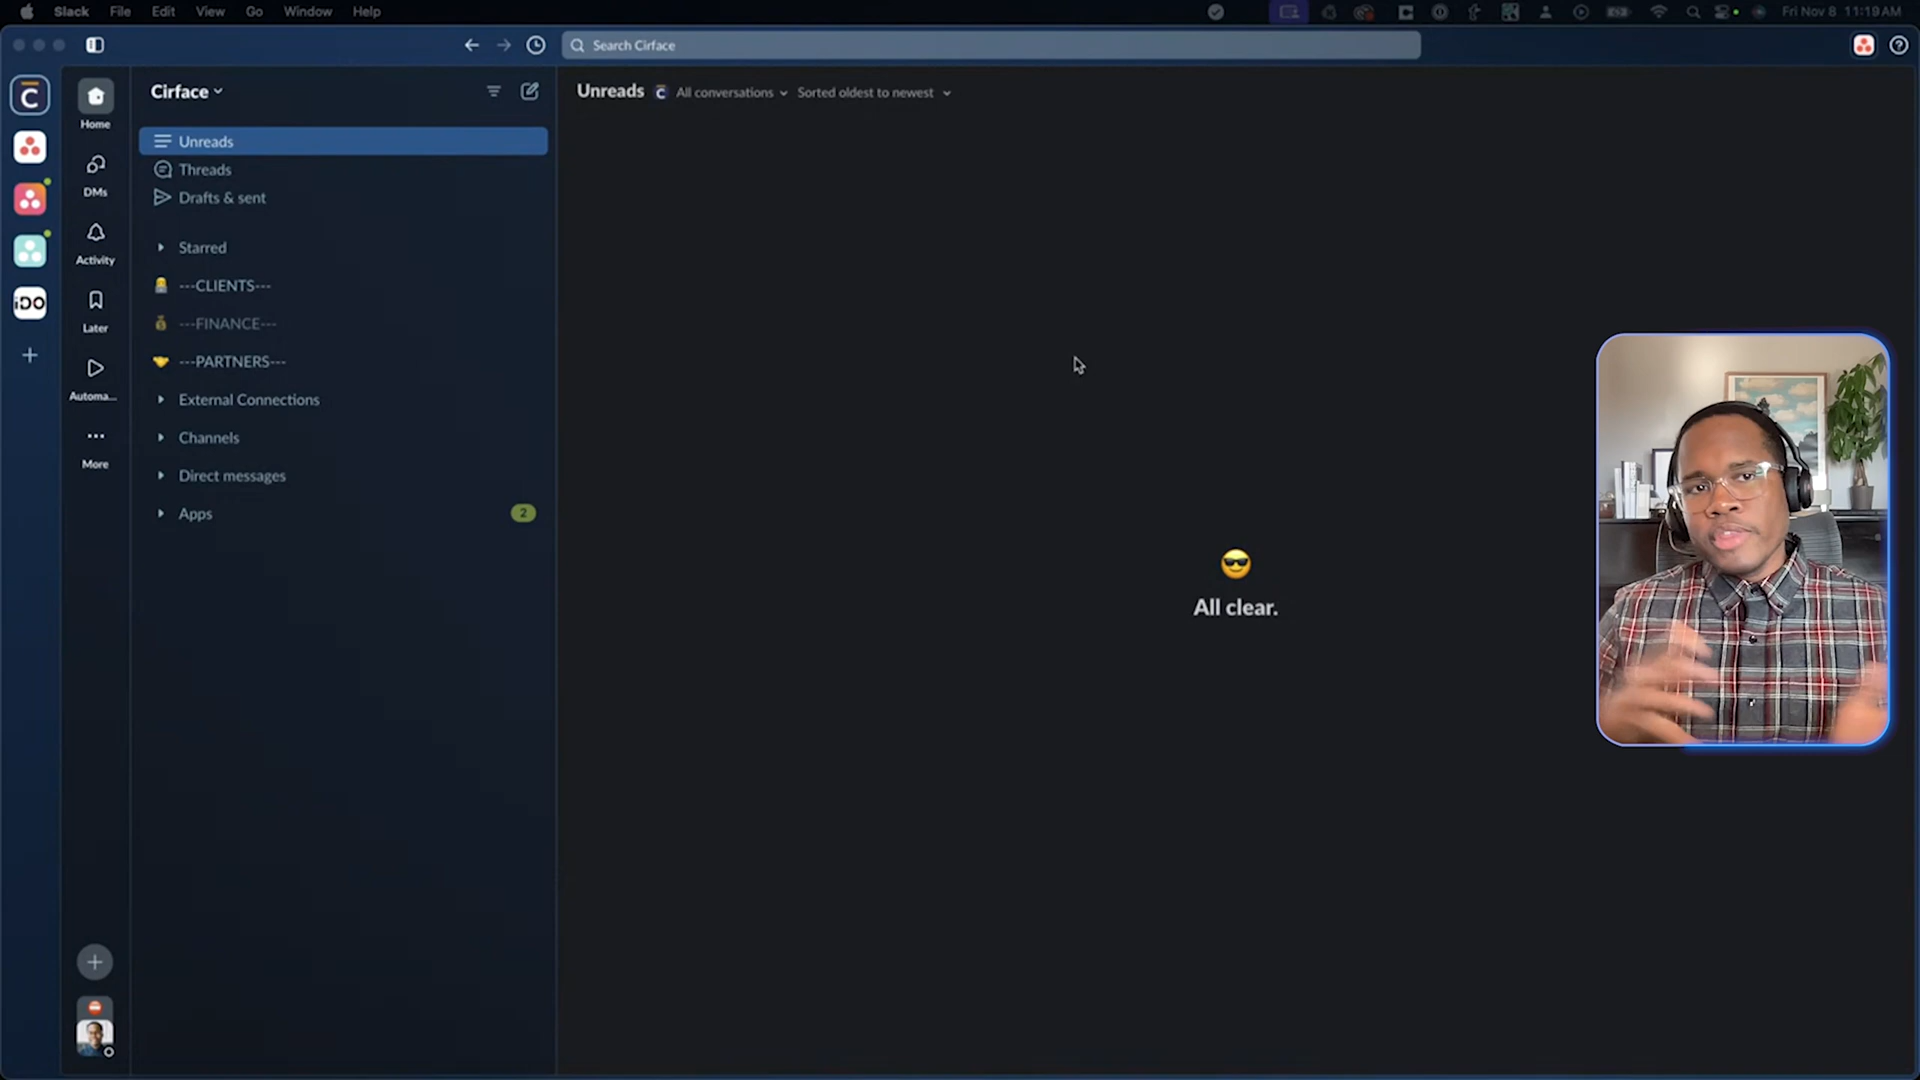 Slack File Edit View Go Window Help
Fri Nov 8 11:19 AM
Search Cirface
C
Cirface
Unreads
All conversations
Sorted oldest to newest
Home
Unreads
Threads
DMs
Drafts & sent
Starred
Activity
---CLIENTS---
iDO
Later
---FINANCE---
---PARTNERS---
Automa...
External Connections
Channels
More
Direct messages
Apps
2
All clear.